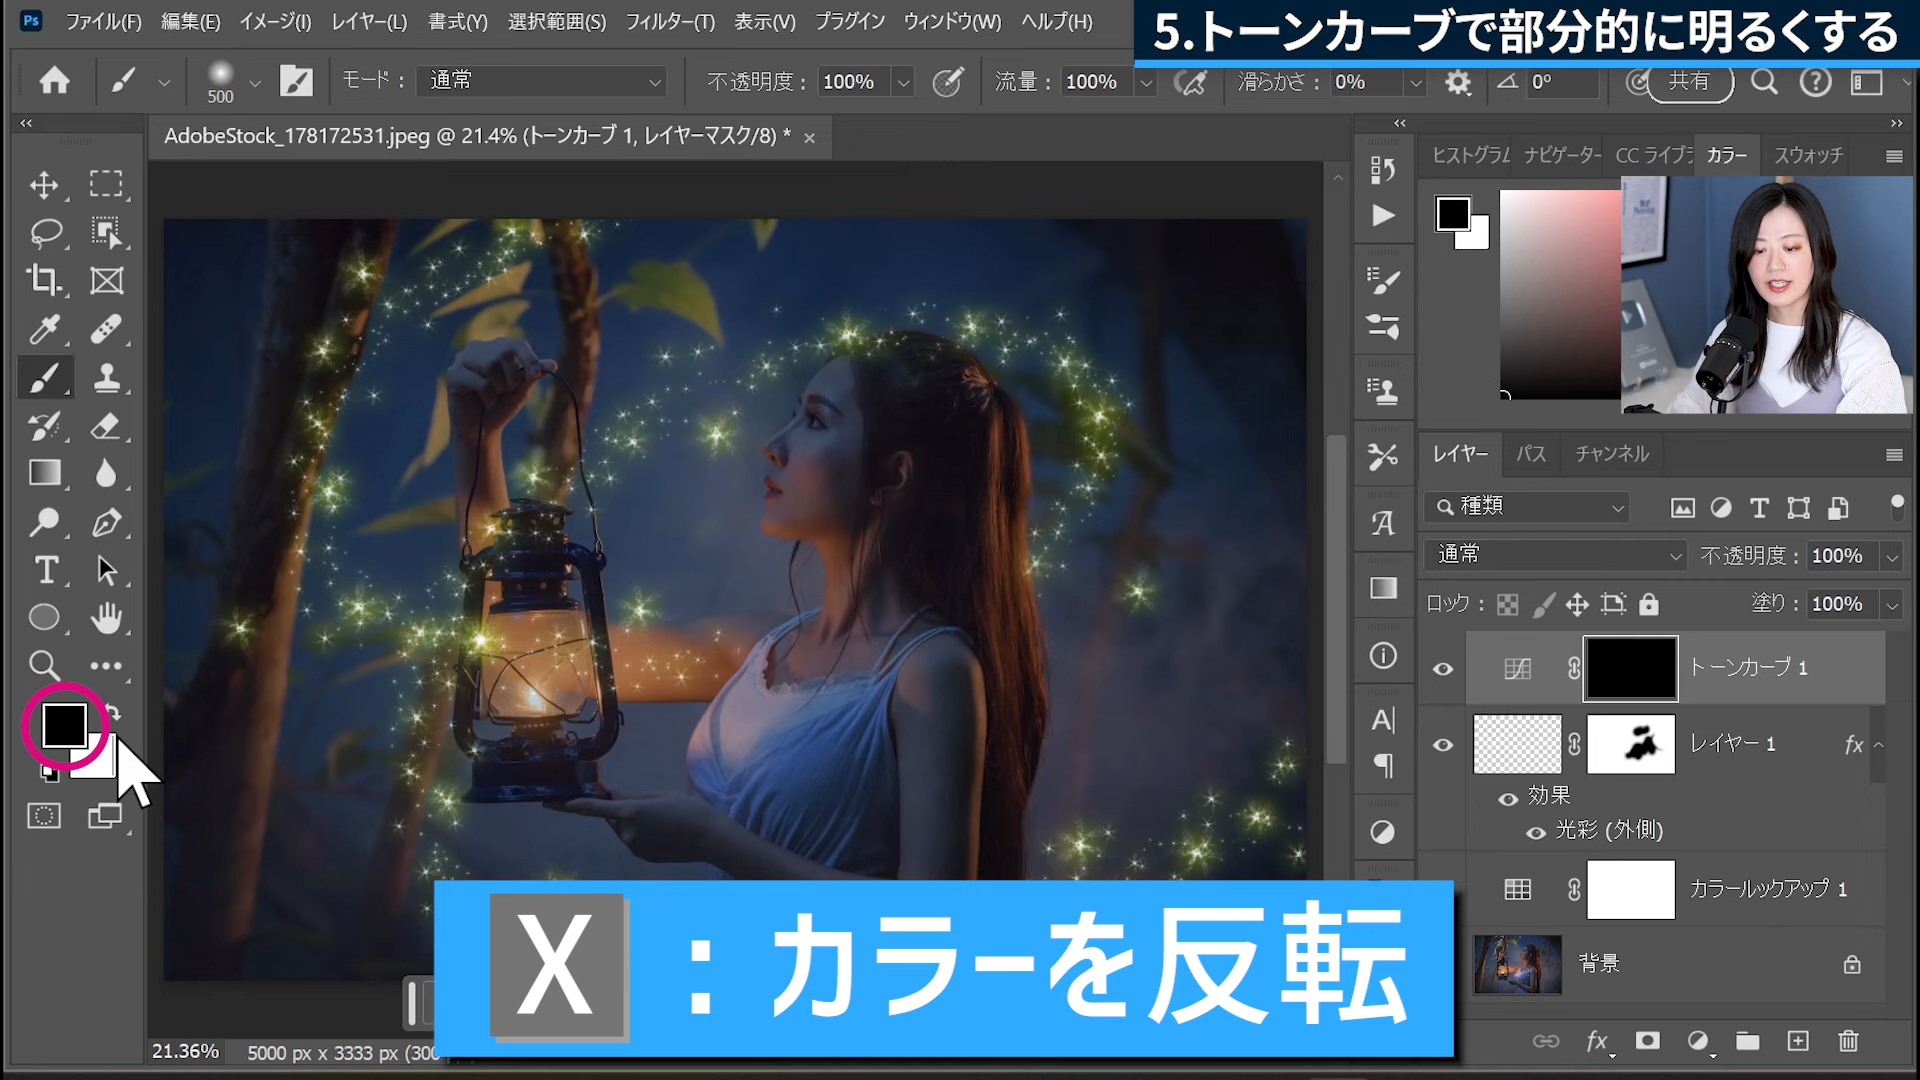 Ps ファイル(F) 編集(E) イメージ(I) レイヤー(L) 書式(Y) 選択範囲(S) フィルター(T) 表示(V) プラグイン ウィンドウ(W) ヘルプ(H)
5.トーンカーブで部分的に明るくする
500 モード： 通常 不透明度： 100% 流量： 100% 滑らかさ： 0% 0° 共有
AdobeStock_178172531.jpeg @ 21.4% (トーンカーブ 1, レイヤーマスク/8) * ×
ヒストグラム ナビゲーター CC ライブラ カラー スウォッチ
レイヤー パス チャンネル
種類
通常 不透明度： 100%
ロック： 塗り： 100%
トーンカーブ 1
レイヤー 1 fx
効果
光彩 (外側)
カラールックアップ 1
背景
X ：カラーを反転
21.36% 5000 px x 3333 px (300
fx